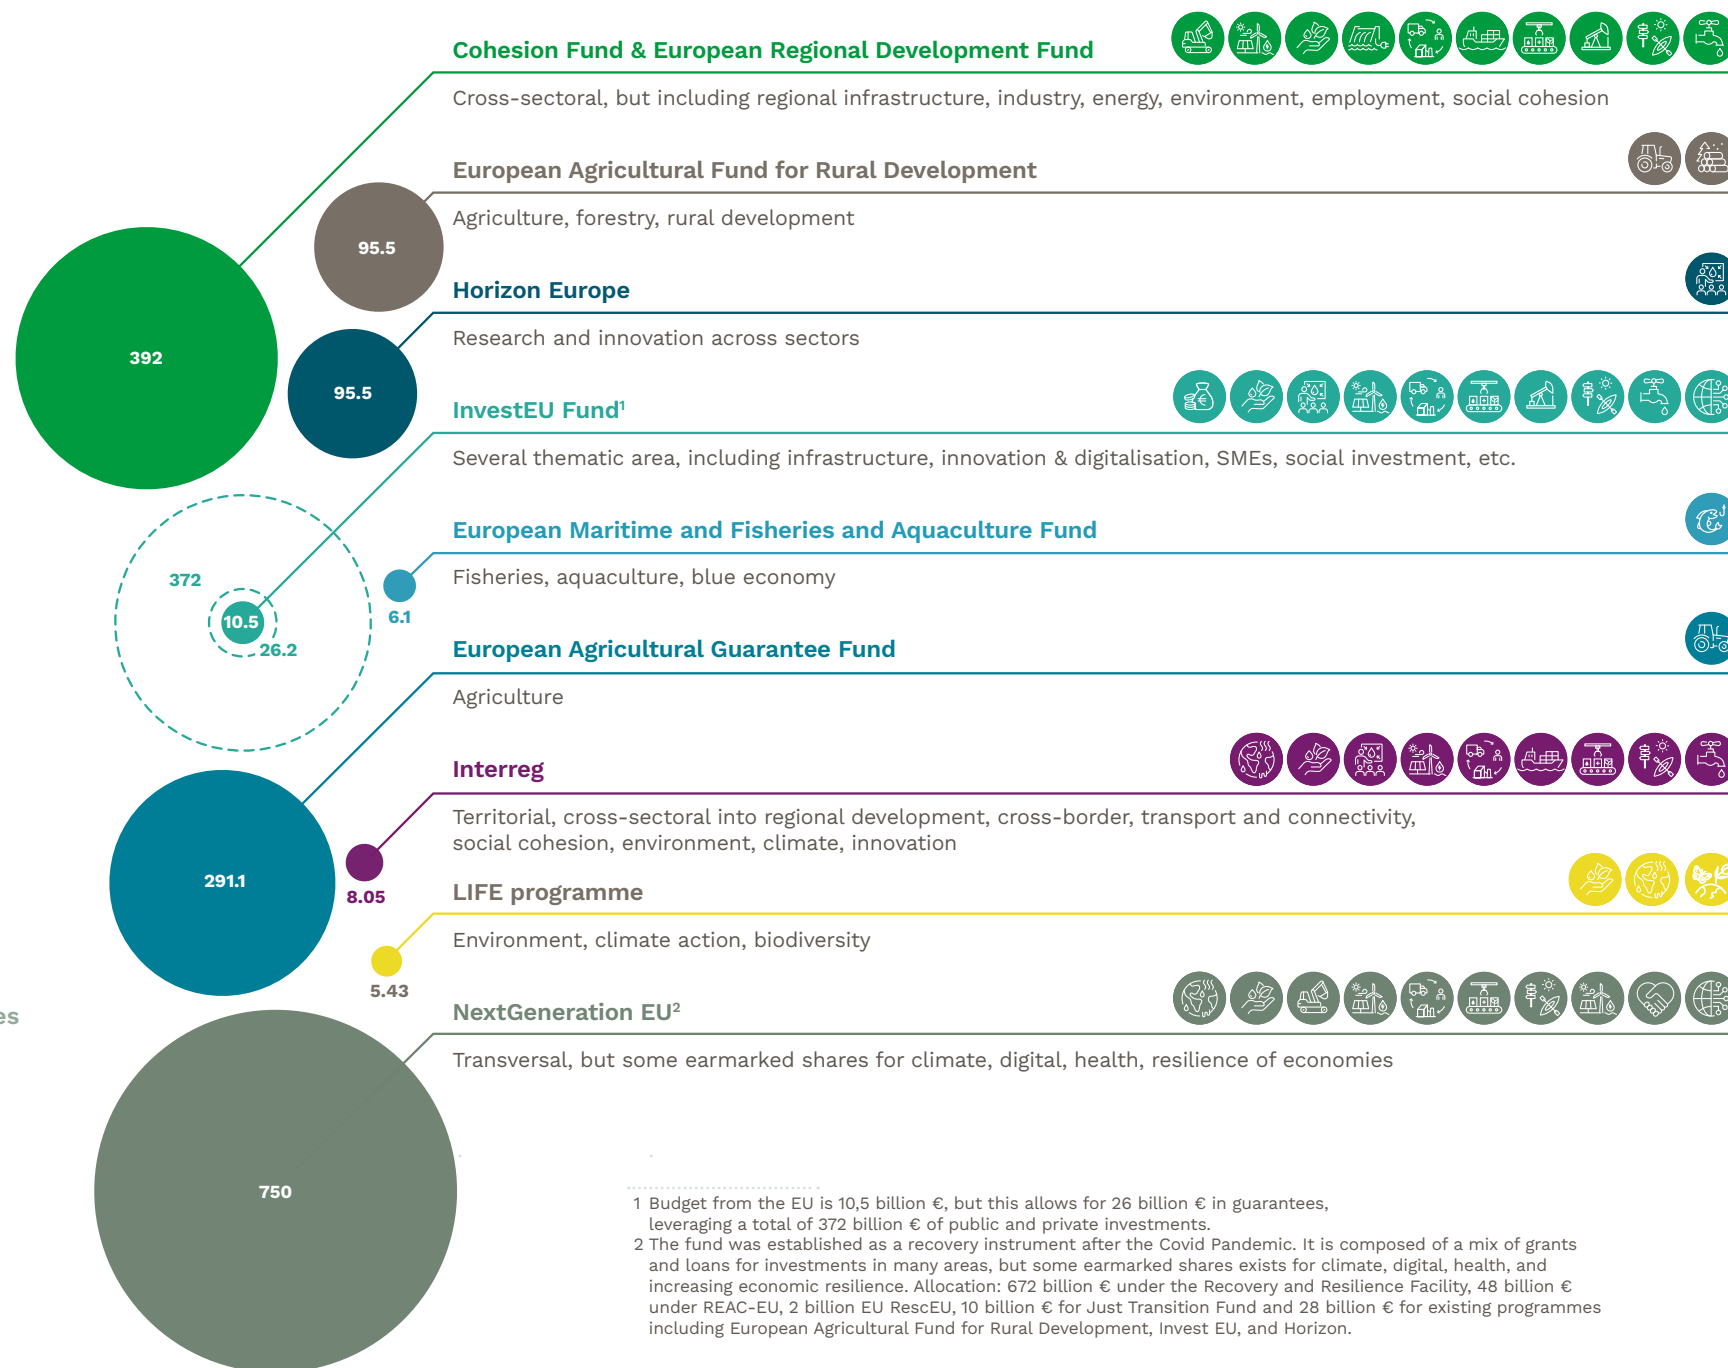 Cohesion Fund & European Regional Development Fund
Cross-sectoral, but including regional infrastructure, industry, energy, environment, employment, social cohesion
European Agricultural Fund for Rural Development
95.5
Agriculture, forestry, rural development
Horizon Europe
Research and innovation across sectors
392
95.5
InvestEU Fund¹
Several thematic area, including infrastructure, innovation & digitalisation, SMEs, social investment, etc.
European Maritime and Fisheries and Aquaculture Fund
Fisheries, aquaculture, blue economy
372
10.5
26.2
6.1
European Agricultural Guarantee Fund
Agriculture
Interreg
Territorial, cross-sectoral into regional development, cross-border, transport and connectivity,
social cohesion, environment, climate, innovation
291.1
8.05
LIFE programme
Environment, climate action, biodiversity
5.43
NextGeneration EU²
Transversal, but some earmarked shares for climate, digital, health, resilience of economies
750
1 Budget from the EU is 10,5 billion €, but this allows for 26 billion € in guarantees,
leveraging a total of 372 billion € of public and private investments.
2 The fund was established as a recovery instrument after the Covid Pandemic. It is composed of a mix of grants
and loans for investments in many areas, but some earmarked shares exists for climate, digital, health, and
increasing economic resilience. Allocation: 672 billion € under the Recovery and Resilience Facility, 48 billion €
under REAC-EU, 2 billion EU RescEU, 10 billion € for Just Transition Fund and 28 billion € for existing programmes
including European Agricultural Fund for Rural Development, Invest EU, and Horizon.